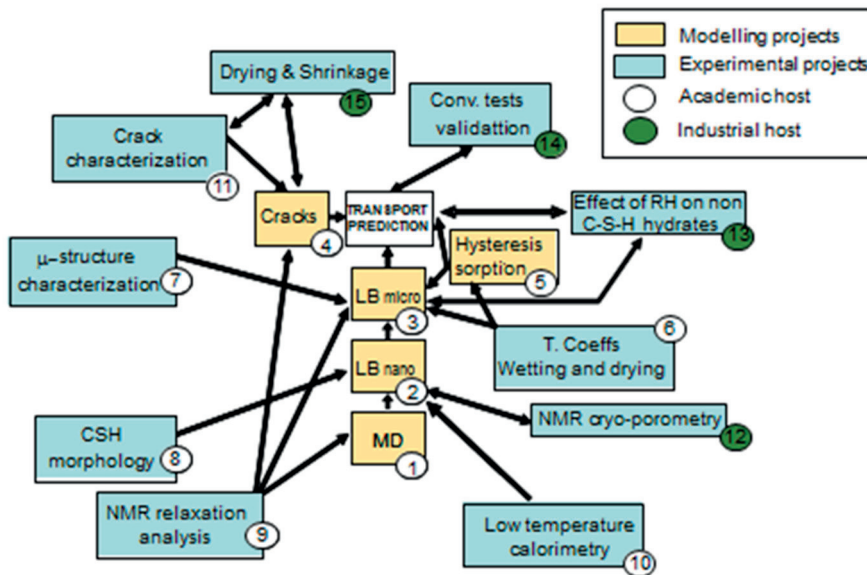 Modelling projects
Experimental projects
Academic host
Industrial host
Drying & Shrinkage
15
Conv. tests
validattion
14
Crack
characterization
11
Cracks
4
TRANSPORT
PREDICTION
Effect of RH on non
C-S-H hydrates
13
Hysteresis
sorption
5
μ-structure
characterization
7
LB micro
3
6
T. Coeffs
Wetting and drying
LB nano
2
NMR cryo-porometry
12
CSH
morphology
8
MD
1
NMR relaxation
analysis
9
Low temperature
calorimetry
10